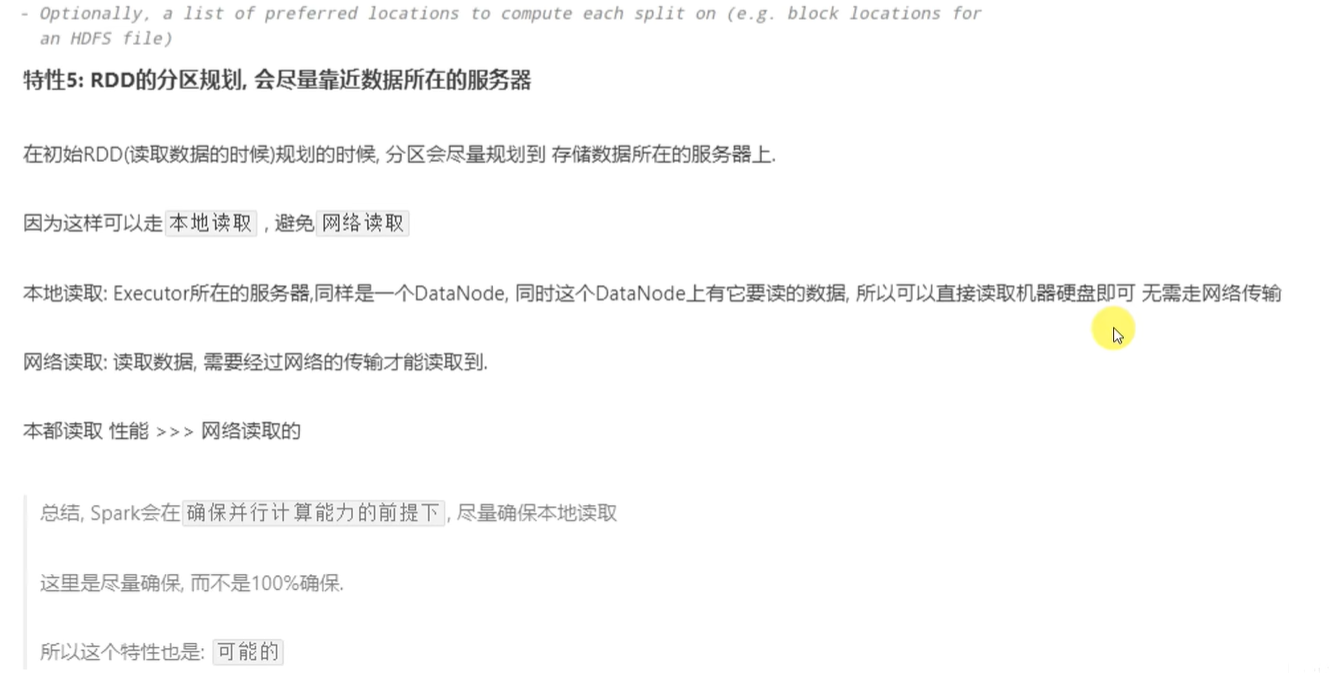 - Optionally, a list of preferred locations to compute each split on (e.g. block locations for
an HDFS file)
特性5: RDD的分区规划, 会尽量靠近数据所在的服务器
在初始RDD(读取数据的时候)规划的时候, 分区会尽量规划到 存储数据所在的服务器上.
因为这样可以走 本地读取 , 避免 网络读取
本地读取: Executor所在的服务器,同样是一个DataNode, 同时这个DataNode上有它要读的数据, 所以可以直接读取机器硬盘即可 无需走网络传输
网络读取: 读取数据, 需要经过网络的传输才能读取到.
本都读取 性能 >>> 网络读取的
总结, Spark会在 确保并行计算能力的前提下 , 尽量确保本地读取
这里是尽量确保, 而不是100%确保.
所以这个特性也是: 可能的